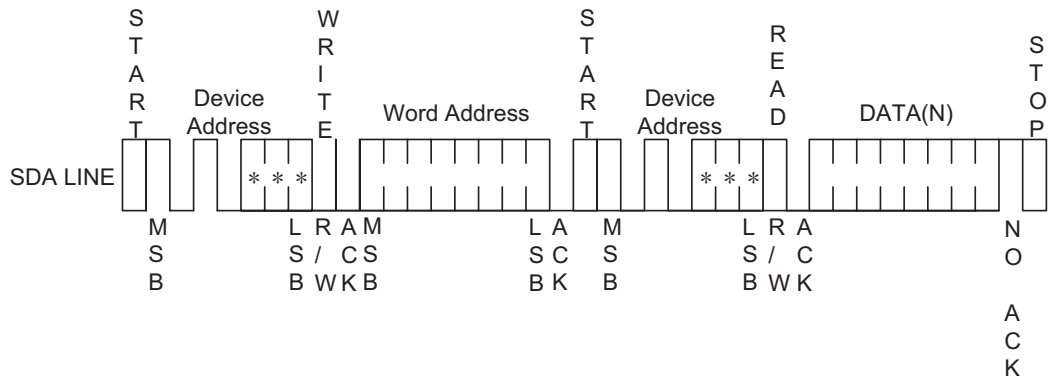 START
WRITE
START
READ
STOP
Device
Address
Word Address
Device
Address
DATA(N)
SDA LINE
* * *
* * *
MSB
LSB
R/W
ACK
MSB
LSB
ACK
MSB
LSB
R/W
ACK
NO ACK